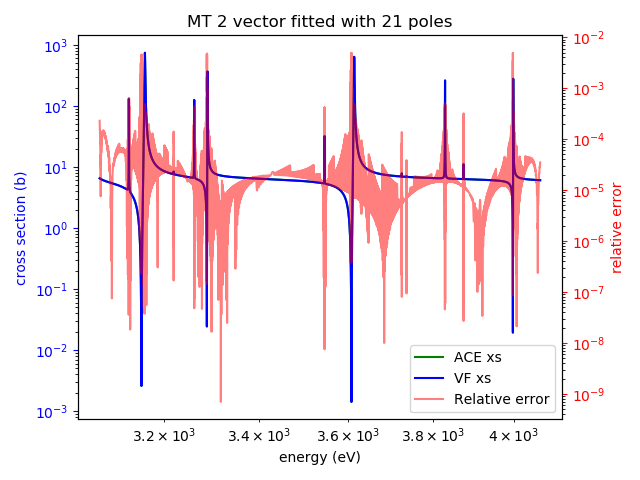 MT 2 vector fitted with 21 poles
cross section (b)
10³
10²
10¹
10⁰
10⁻¹
10⁻²
10⁻³
10⁻²
10⁻³
10⁻⁴
10⁻⁵
10⁻⁶
10⁻⁷
10⁻⁸
10⁻⁹
relative error
ACE xs
VF xs
Relative error
3.2 × 10³ 3.4 × 10³ 3.6 × 10³ 3.8 × 10³ 4 × 10³
energy (eV)